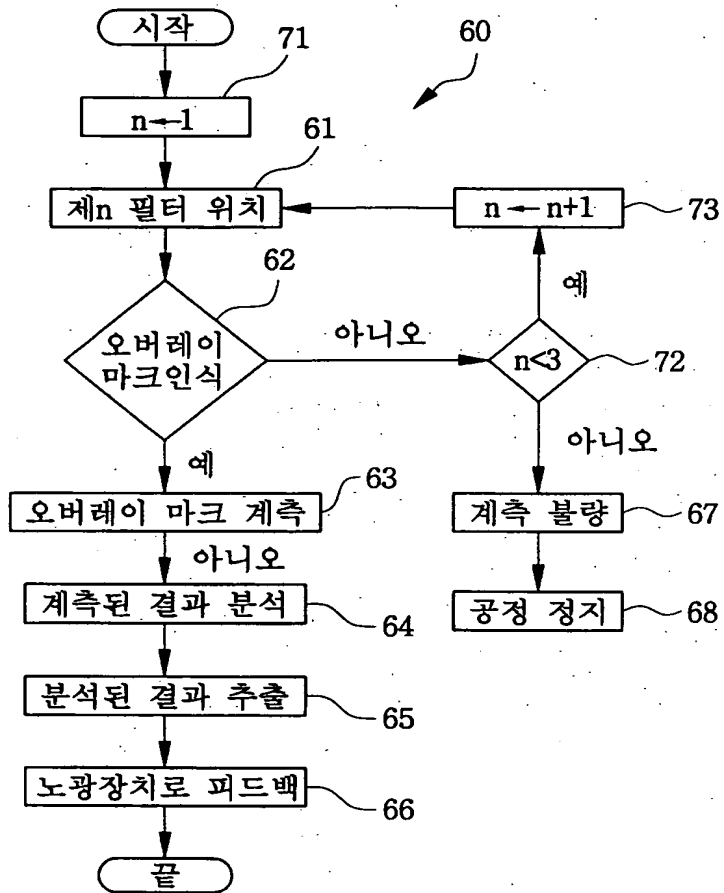 시작
71
60
n←1
61
제n 필터 위치
n ← n+1
73
62
예
오버레이
마크인식
아니오
n<3
72
예
아니오
63
오버레이 마크 계측
계측 불량
67
아니오
계측된 결과 분석
64
공정 정지
68
분석된 결과 추출
65
노광장치로 피드백
66
끝